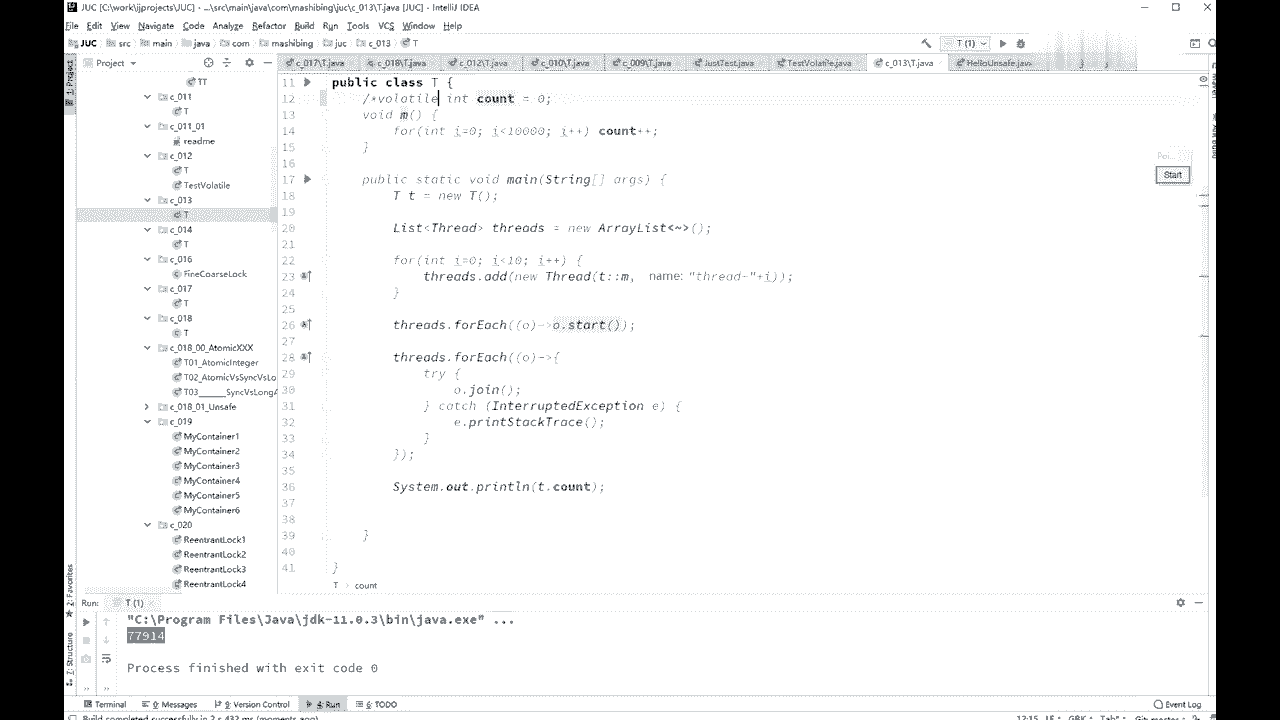 JUC [C:\work\ijprojects\JUC] - ...\src\main\java\com\mashibing\juc\c_013\T.java [JUC] - IntelliJ IDEA
File Edit View Navigate Code Analyze Refactor Build Run Tools VCS Window Help
JUC src main java com mashibing juc c_013 T T (1)
Project
c_017\T.java c_018\T.java c_012\T.java c_010\T.java c_009\T.java JustTest.java TestVolatile.java c_013\T.java HelloUnsafe.java
1: Project
TT
c_011
T
c_011_01
readme
c_012
T
TestVolatile
c_013
T
c_014
T
c_016
FineCoarseLock
c_017
T
c_018
T
c_018_00_AtomicXXX
T01_AtomicInteger
T02_AtomicVsSyncVsLo
T03______SyncVsLongA
c_018_01_Unsafe
c_019
MyContainer1
MyContainer2
MyContainer3
MyContainer4
MyContainer5
MyContainer6
c_020
ReentrantLock1
ReentrantLock2
ReentrantLock3
ReentrantLock4
11 public class T {
12 /*volatile int count = 0;
13 void m() {
14 for(int i=0; i<10000; i++) count++;
15 }
16
17 public static void main(String[] args) {
18 T t = new T();
19
20 List<Thread> threads = new ArrayList<~>();
21
22 for(int i=0; i<10; i++) {
23 threads.add(new Thread(t::m, name: "thread-"+i));
24 }
25
26 threads.forEach((o)->o.start());
27
28 threads.forEach((o)->{
29 try {
30 o.join();
31 } catch (InterruptedException e) {
32 e.printStackTrace();
33 }
34 });
35
36 System.out.println(t.count);
37
38
39 }
40
41 }
T > count
Start
2: Favorites
7: Structure
Run: T (1)
"C:\Program Files\Java\jdk-11.0.3\bin\java.exe" ...
77914
Process finished with exit code 0
Terminal 0: Messages 9: Version Control 4: Run 6: TODO Event Log
Build completed successfully in 2 s 432 ms (moments ago) 12:15 LF GBK Tab* Git: master